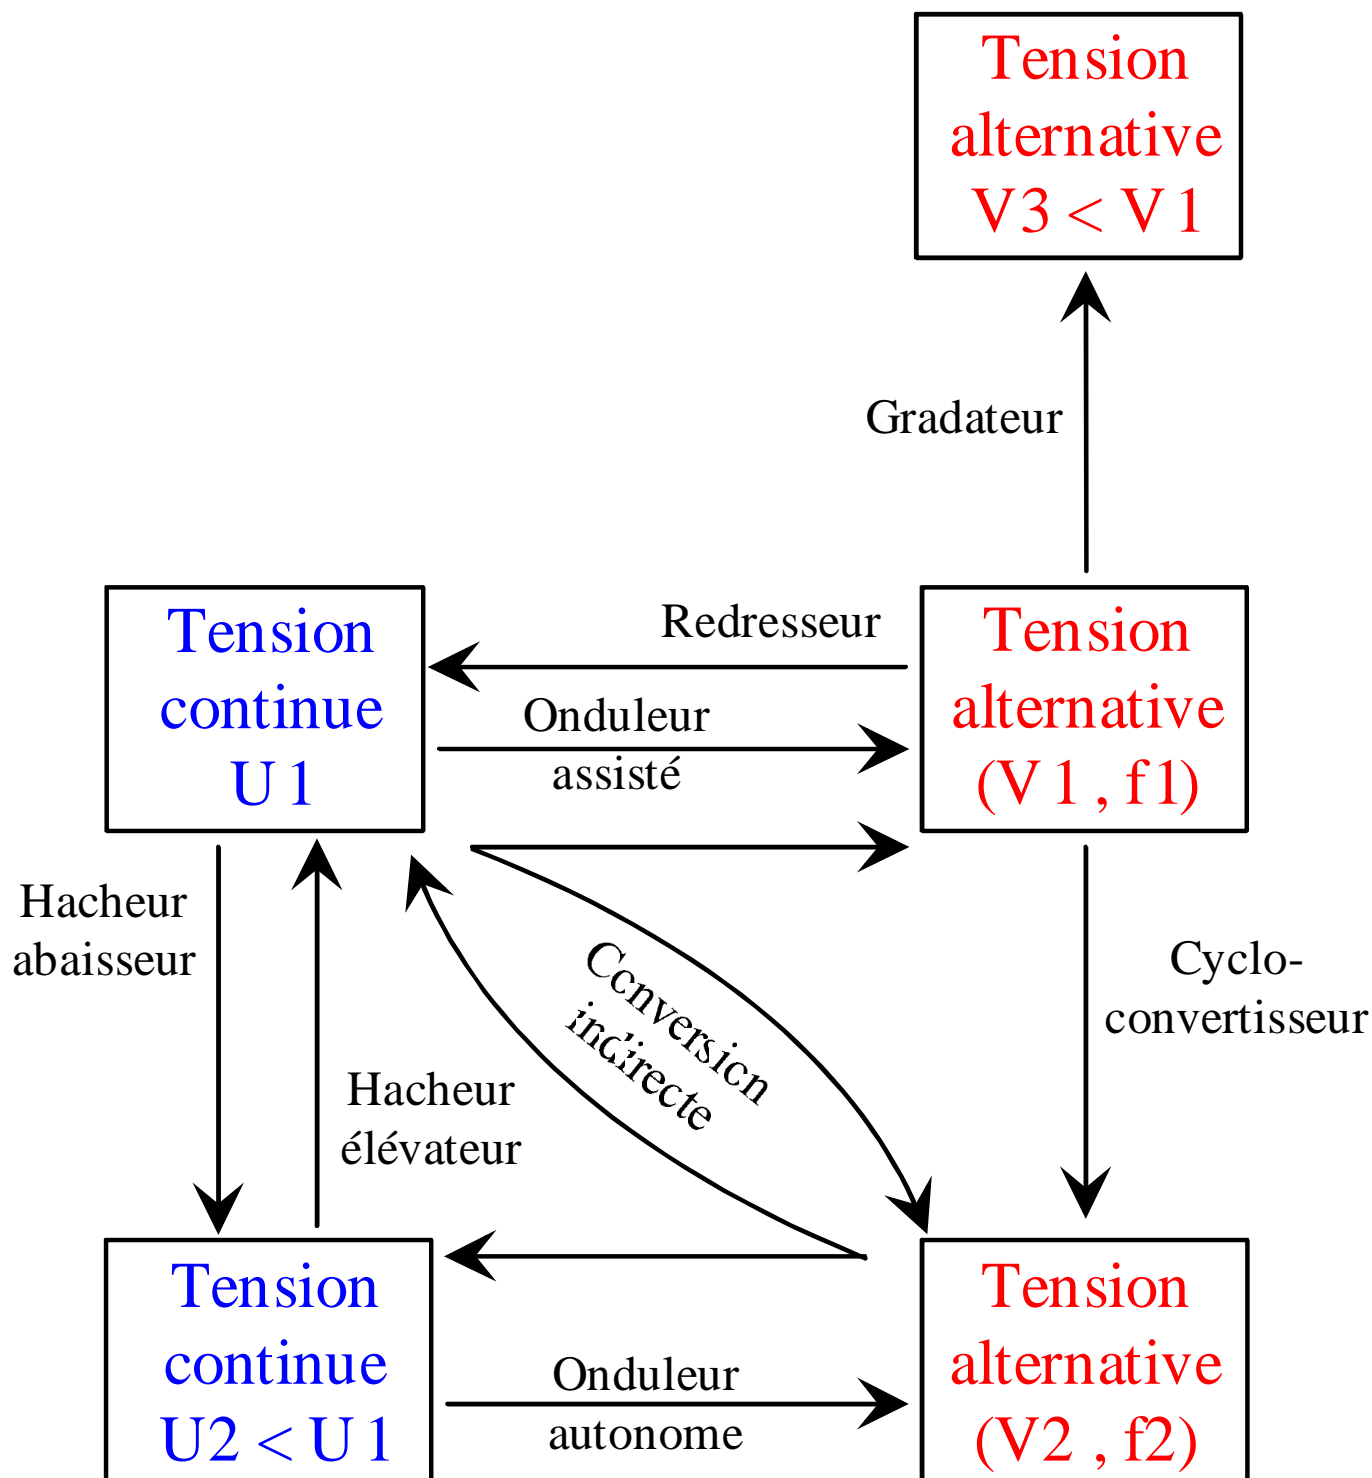 Tension
alternative
V3 < V1
Gradateur
Tension
continue
U1
Redresseur
Onduleur
assisté
Tension
alternative
(V1 , f1)
Hacheur
abaisseur
Conversion
indirecte
Cyclo-
convertisseur
Hacheur
élévateur
Tension
continue
U2 < U1
Onduleur
autonome
Tension
alternative
(V2 , f2)